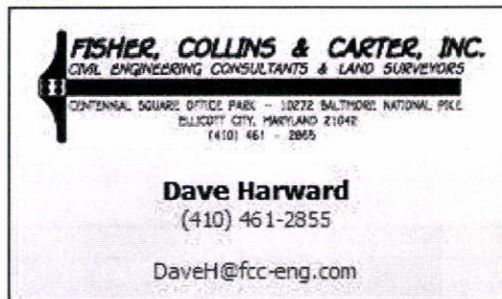 FISHER, COLLINS & CARTER, INC.
CIVIL ENGINEERING CONSULTANTS & LAND SURVEYORS
CENTENNIAL SQUARE OFFICE PARK - 10272 BALTIMORE NATIONAL PIKE
ELLICOTT CITY, MARYLAND 21042
(410) 461 - 2855
Dave Harward
(410) 461-2855
DaveH@fcc-eng.com